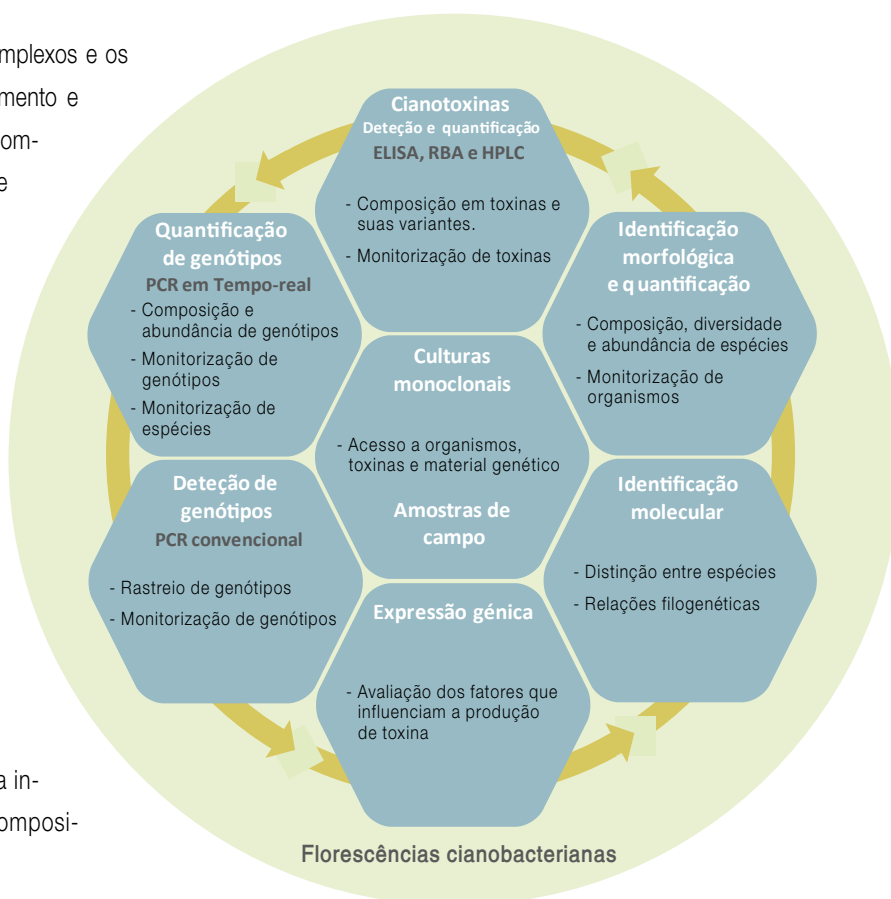 mplexos e os
mento e
om-
e
Cianotoxinas
Deteção e quantificação
ELISA, RBA e HPLC
- Composição em toxinas e
suas variantes.
- Monitorização de toxinas
Quantificação
de genótipos
PCR em Tempo-real
- Composição e
abundância de genótipos
- Monitorização de
genótipos
- Monitorização de
espécies
Identificação
morfológica
e quantificação
- Composição, diversidade
e abundância de espécies
- Monitorização de
organismos
Culturas
monoclonais
- Acesso a organismos,
toxinas e material genético
Amostras de
campo
Deteção de
genótipos
PCR convencional
- Rastreio de genótipos
- Monitorização de genótipos
Identificação
molecular
- Distinção entre espécies
- Relações filogenéticas
Expressão génica
- Avaliação dos fatores que
influenciam a produção
de toxina
a in-
omposi-
Florescências cianobacterianas